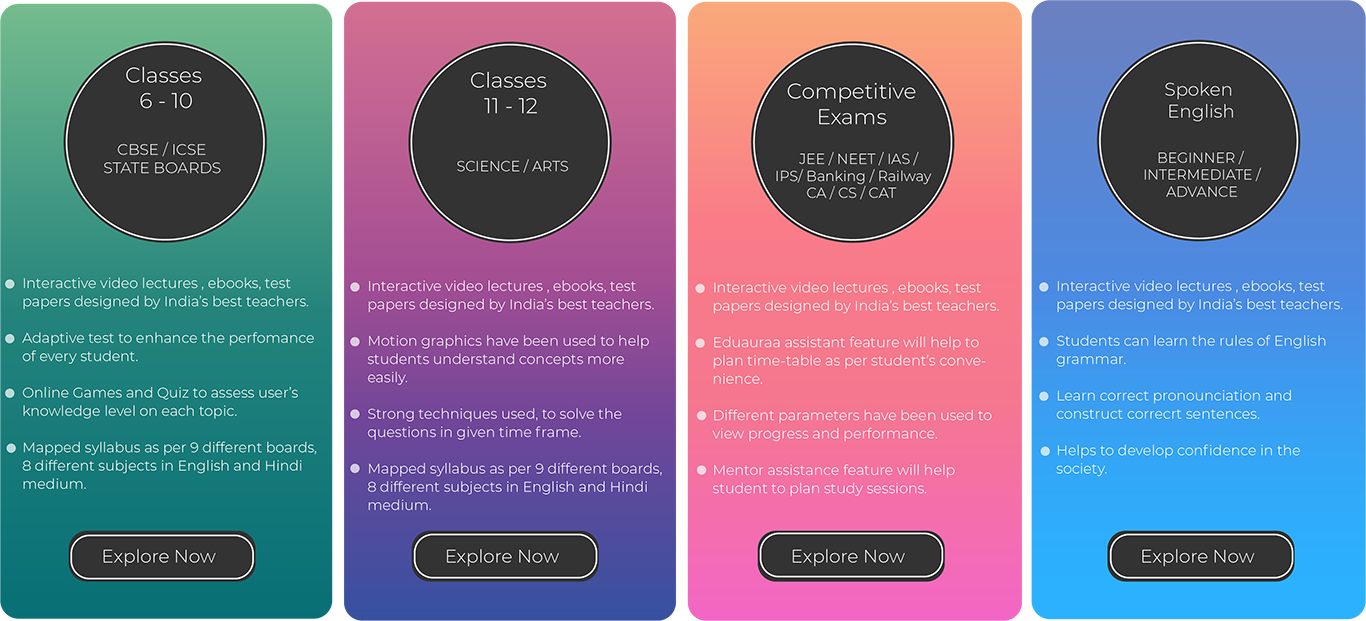 Classes
6 - 10
CBSE / ICSE
STATE BOARDS
Interactive video lectures , ebooks, test
papers designed by India's best teachers.
Adaptive test to enhance the perfomance
of every student.
Online Games and Quiz to assess user's
knowledge level on each topic.
Mapped syllabus as per 9 different boards,
8 different subjects in English and Hindi
medium.
Explore Now
Classes
11 - 12
SCIENCE / ARTS
Interactive video lectures , ebooks, test
papers designed by India's best teachers.
Motion graphics have been used to help
students understand concepts more
easily.
Strong techniques used, to solve the
questions in given time frame.
Mapped syllabus as per 9 different boards,
8 different subjects in English and Hindi
medium.
Explore Now
Competitive
Exams
JEE / NEET / IAS /
IPS/ Banking / Railway
CA / CS / CAT
Interactive video lectures , ebooks, test
papers designed by India's best teachers.
Eduauraa assistant feature will help to
plan time-table as per student's conve-
nience.
Different parameters have been used to
view progress and performance.
Mentor assistance feature will help
student to plan study sessions.
Explore Now
Spoken
English
BEGINNER /
INTERMEDIATE /
ADVANCE
Interactive video lectures , ebooks, test
papers designed by India's best teachers.
Students can learn the rules of English
grammar.
Learn correct pronounciation and
construct correcrt sentences.
Helps to develop confidence in the
society.
Explore Now